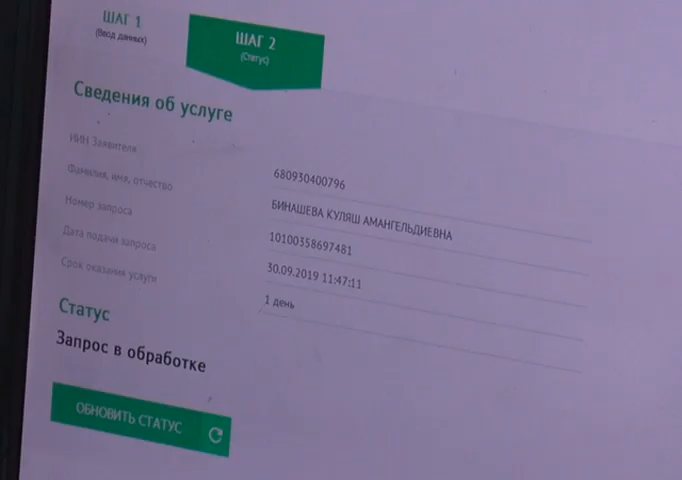 ШАГ 1
(Ввод данных)
ШАГ 2
(Статус)
Сведения об услуге
ИИН Заявителя 680930400796
Фамилия, имя, отчество БИНАШЕВА КУЛЯШ АМАНГЕЛЬДИЕВНА
Номер запроса 10100358697481
Дата подачи запроса 30.09.2019 11:47:11
Срок оказания услуги 1 день
Статус
Запрос в обработке
ОБНОВИТЬ СТАТУС